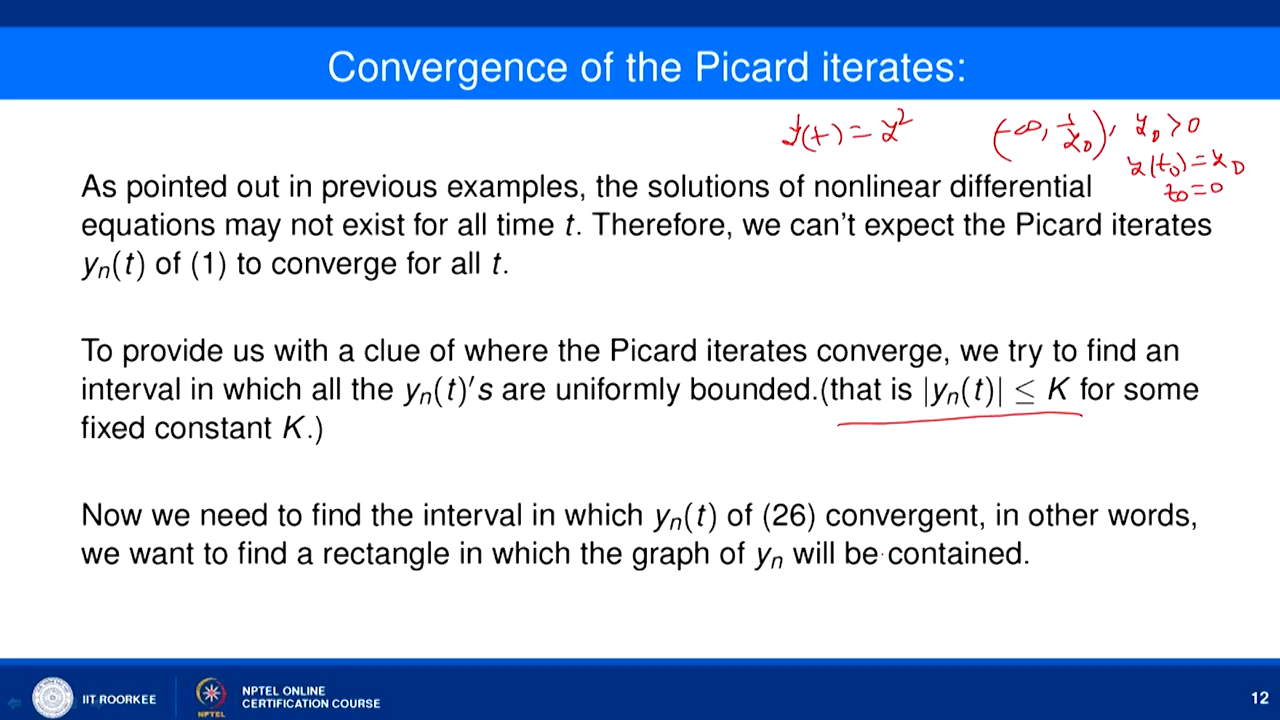 Convergence of the Picard iterates:
ẏ(t) = y² (-∞, 1/y₀), y₀ > 0
y(t₀) = y₀
t₀ = 0
As pointed out in previous examples, the solutions of nonlinear differential
equations may not exist for all time t. Therefore, we can't expect the Picard iterates
yₙ(t) of (1) to converge for all t.
To provide us with a clue of where the Picard iterates converge, we try to find an
interval in which all the yₙ(t)'s are uniformly bounded.(that is |yₙ(t)| ≤ K for some
fixed constant K.)
Now we need to find the interval in which yₙ(t) of (26) convergent, in other words,
we want to find a rectangle in which the graph of yₙ will be contained.
IIT ROORKEE
NPTEL
NPTEL ONLINE
CERTIFICATION COURSE
12